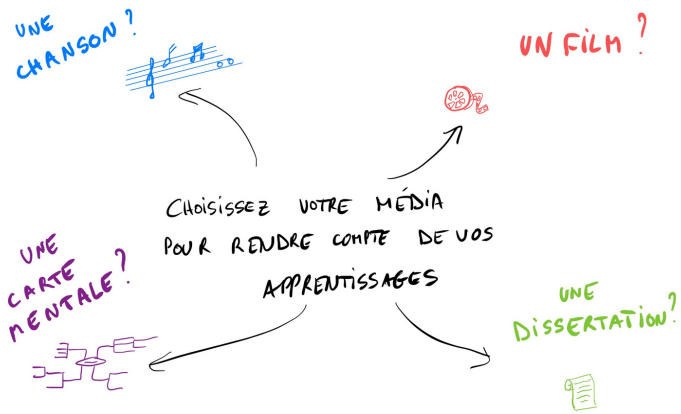 UNE
CHANSON ?
UN FILM ?
CHOISISSEZ VOTRE MÉDIA
POUR RENDRE COMPTE DE VOS
APPRENTISSAGES
UNE
CARTE
MENTALE ?
UNE
DISSERTATION ?